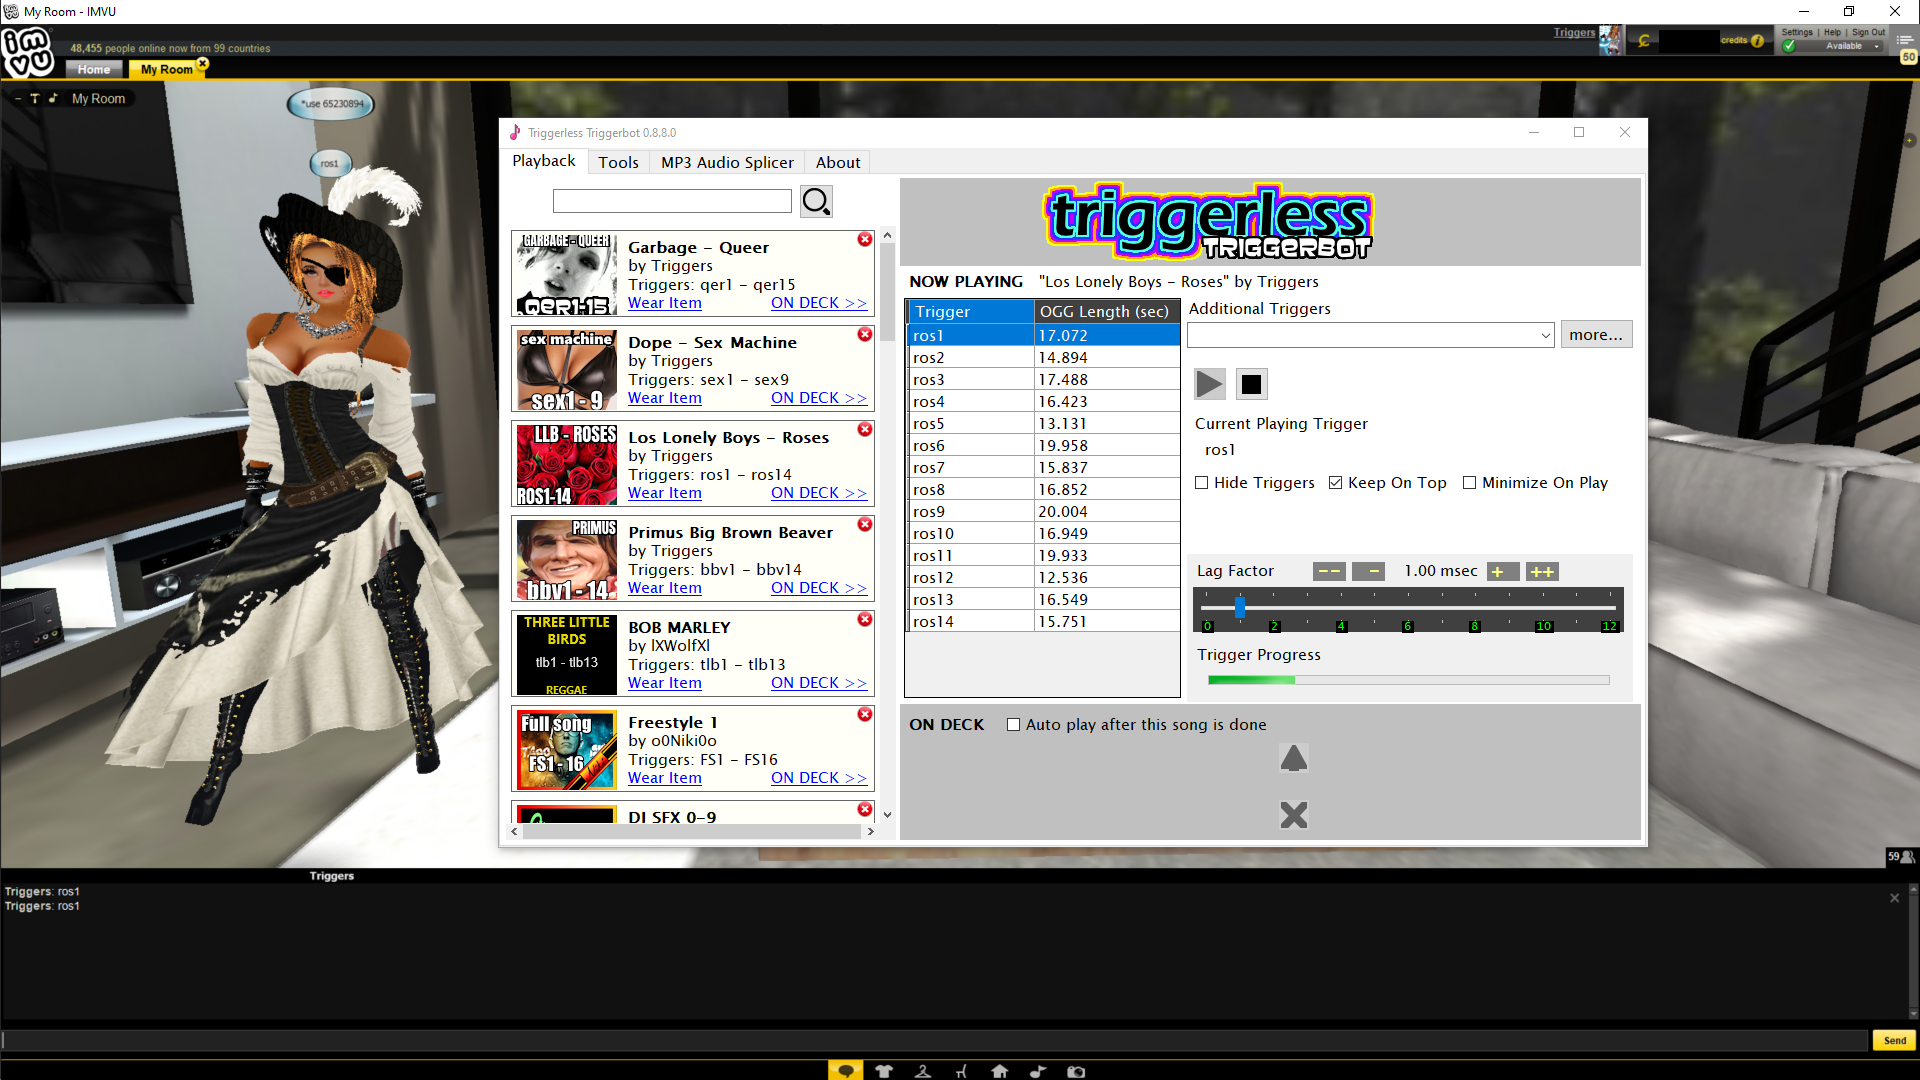 My Room - IMVU
imvu
48,455 people online now from 99 countries
Triggers
credits
Settings | Help | Sign Out
Available
50
Home
My Room
My Room
*use 65230894
ros1
Triggerless Triggerbot 0.8.8.0
Playback
Tools
MP3 Audio Splicer
About
GARBAGE - QUEER
QER1-15
Garbage - Queer
by Triggers
Triggers: qer1 - qer15
Wear Item
ON DECK >>
sex machine
sex1 - 9
Dope - Sex Machine
by Triggers
Triggers: sex1 - sex9
Wear Item
ON DECK >>
LLB - ROSES
ROS1-14
Los Lonely Boys - Roses
by Triggers
Triggers: ros1 - ros14
Wear Item
ON DECK >>
PRIMUS
bbv1 - 14
Primus Big Brown Beaver
by Triggers
Triggers: bbv1 - bbv14
Wear Item
ON DECK >>
THREE LITTLE
BIRDS
tlb1 - tlb13
REGGAE
BOB MARLEY
by lXWolfXl
Triggers: tlb1 - tlb13
Wear Item
ON DECK >>
Full song
FS1 - 16
Freestyle 1
by o0Niki0o
Triggers: FS1 - FS16
Wear Item
ON DECK >>
DJ SFX 0-9
triggerless
TRIGGERBOT
NOW PLAYING "Los Lonely Boys - Roses" by Triggers
Trigger OGG Length (sec)
ros1 17.072
ros2 14.894
ros3 17.488
ros4 16.423
ros5 13.131
ros6 19.958
ros7 15.837
ros8 16.852
ros9 20.004
ros10 16.949
ros11 19.933
ros12 12.536
ros13 16.549
ros14 15.751
Additional Triggers
more...
Current Playing Trigger
ros1
Hide Triggers
Keep On Top
Minimize On Play
Lag Factor -- - 1.00 msec + ++
0 2 4 6 8 10 12
Trigger Progress
ON DECK Auto play after this song is done
59
Triggers
Triggers: ros1
Triggers: ros1
Send